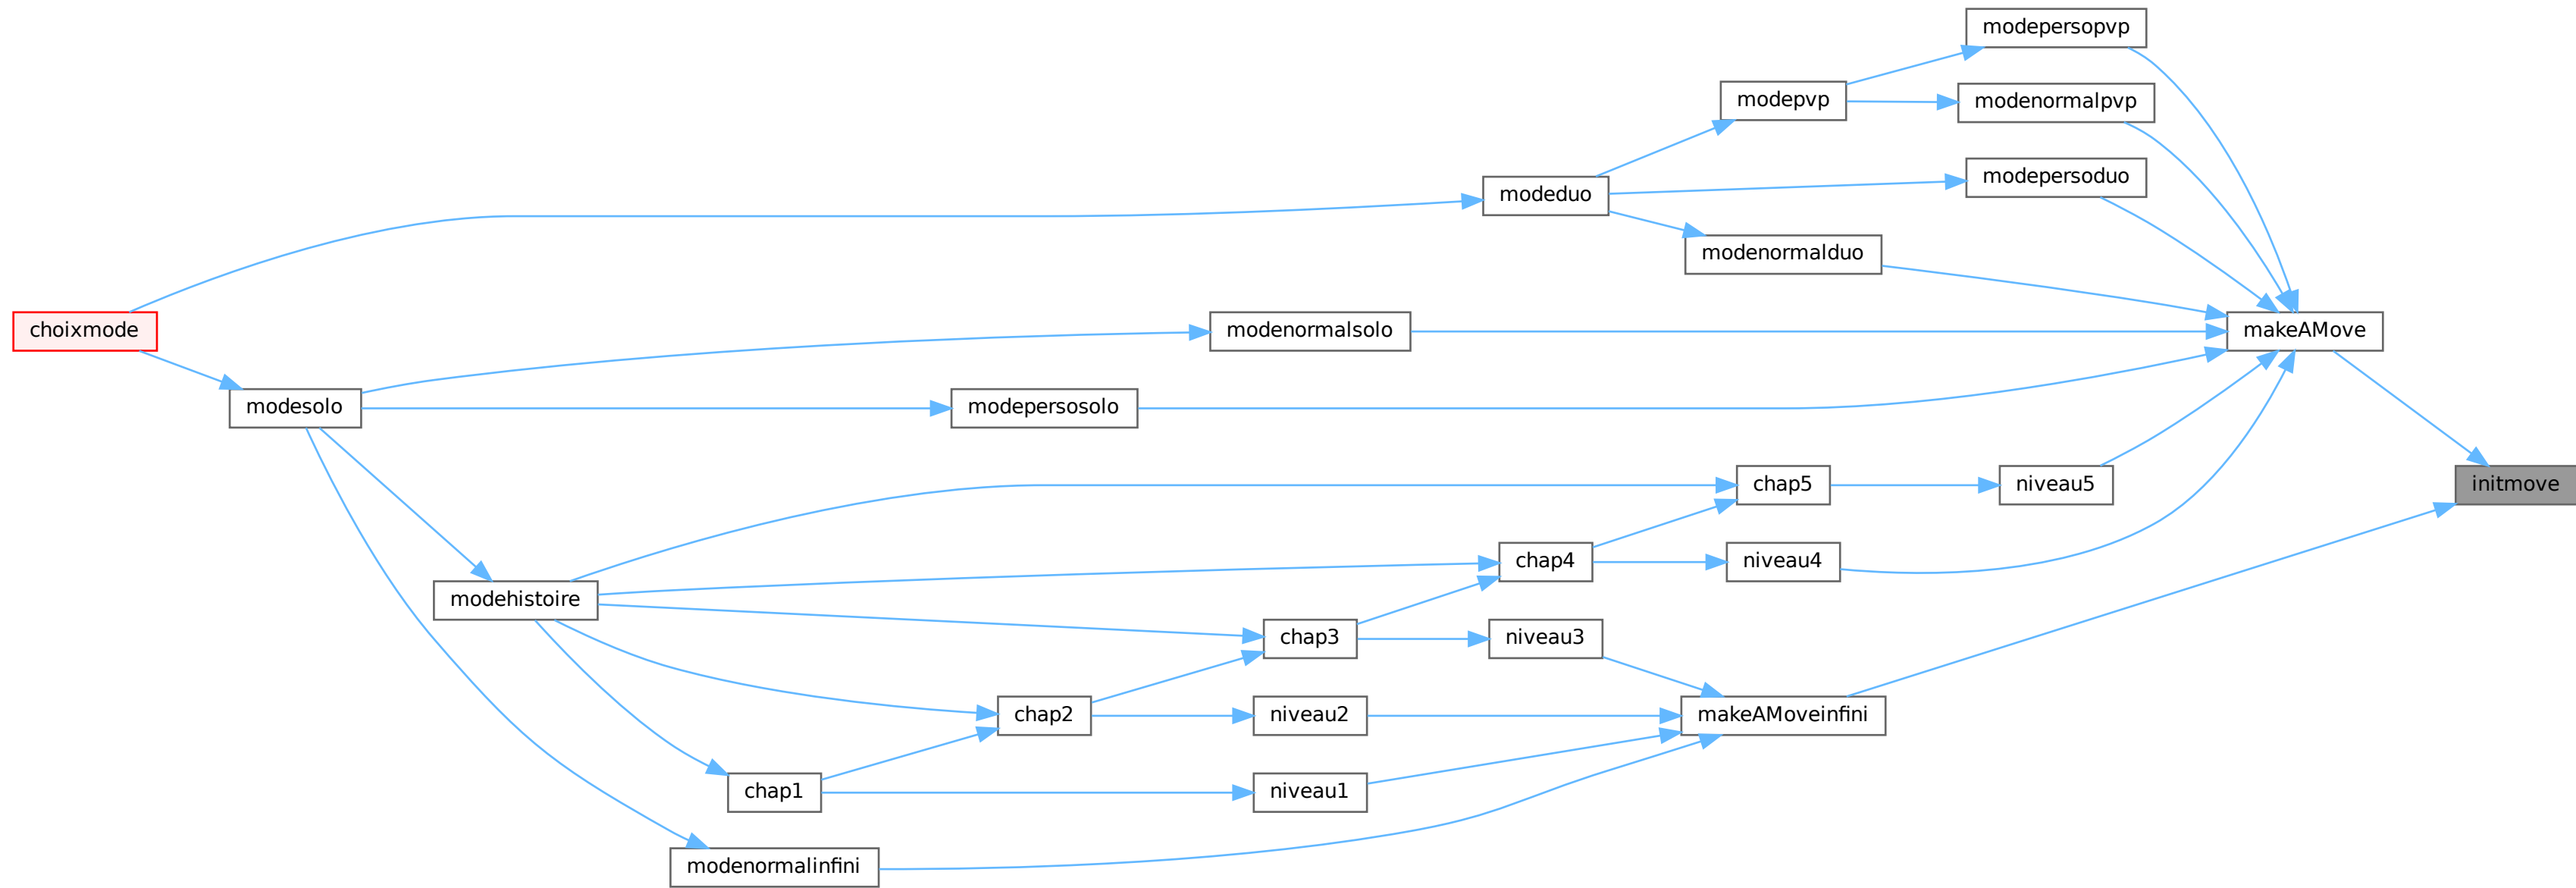 modepersopvp
modepvp
modenormalpvp
modepersoduo
modeduo
modenormalduo
choixmode
modenormalsolo
makeAMove
modesolo
modepersosolo
chap5
niveau5
initmove
chap4
niveau4
modehistoire
chap3
niveau3
chap2
niveau2
makeAMoveinfini
chap1
niveau1
modenormalinfini